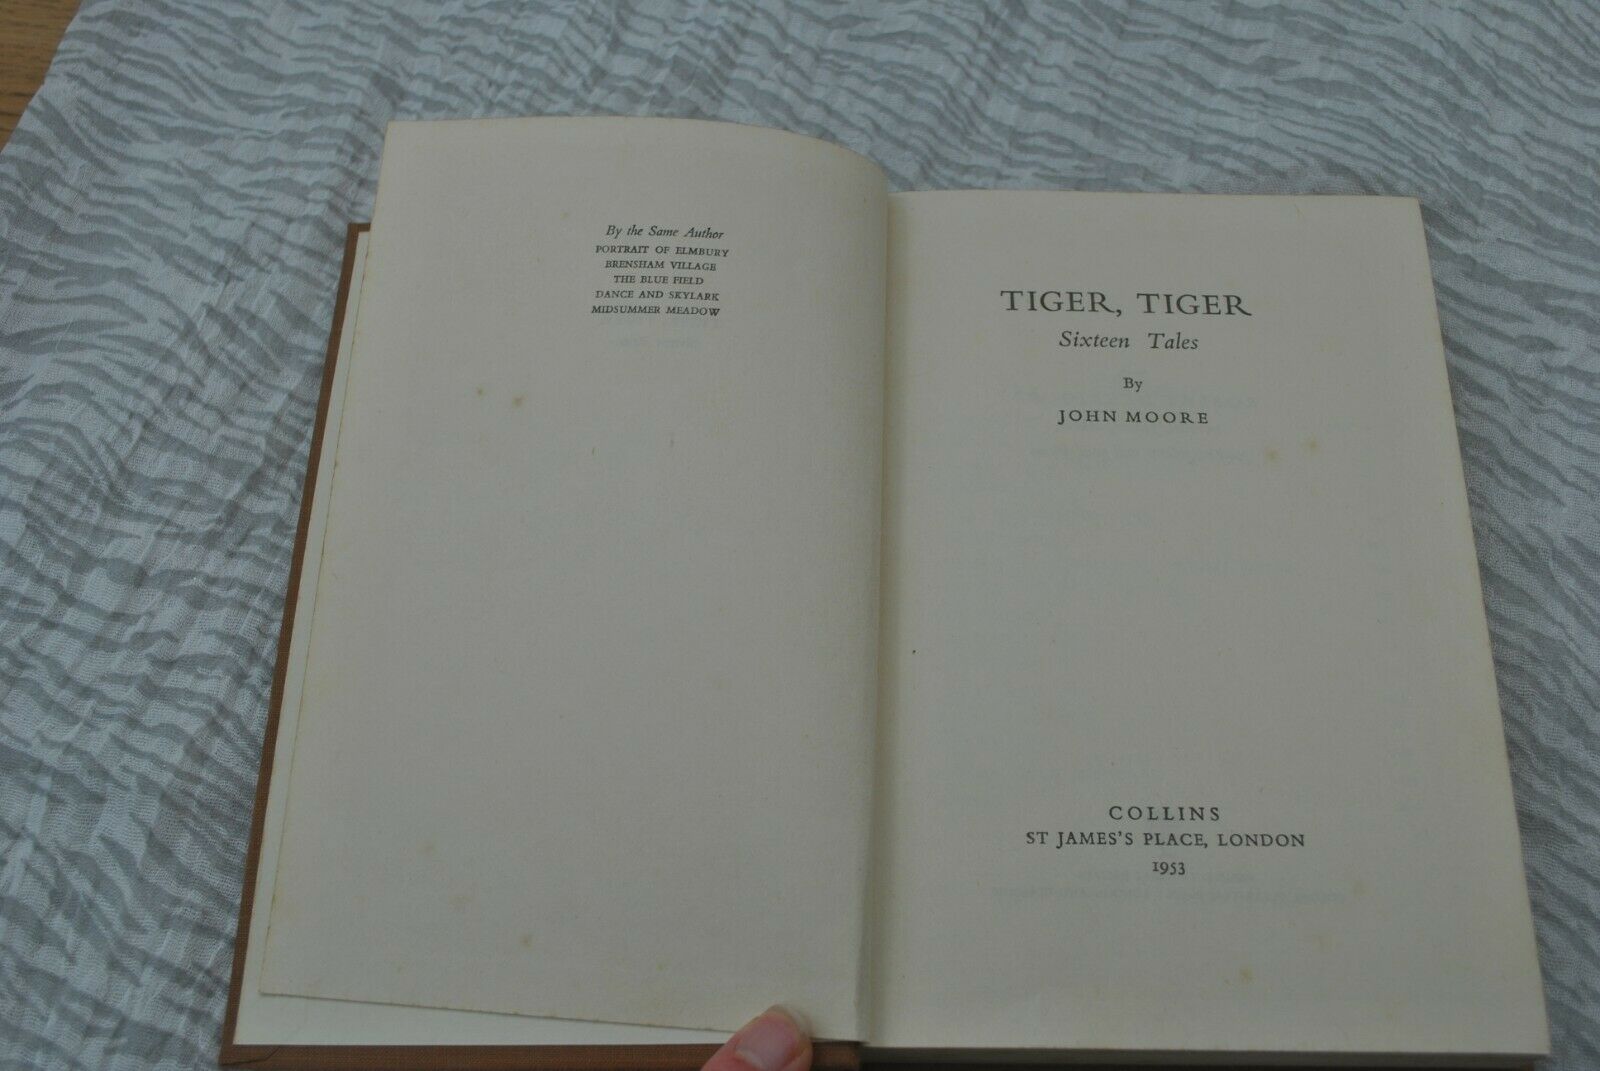 By the Same Author
PORTRAIT OF ELMBURY
BRENSHAM VILLAGE
THE BLUE FIELD
DANCE AND SKYLARK
MIDSUMMER MEADOW
TIGER, TIGER
Sixteen Tales
By
JOHN MOORE
COLLINS
ST JAMES'S PLACE, LONDON
1953